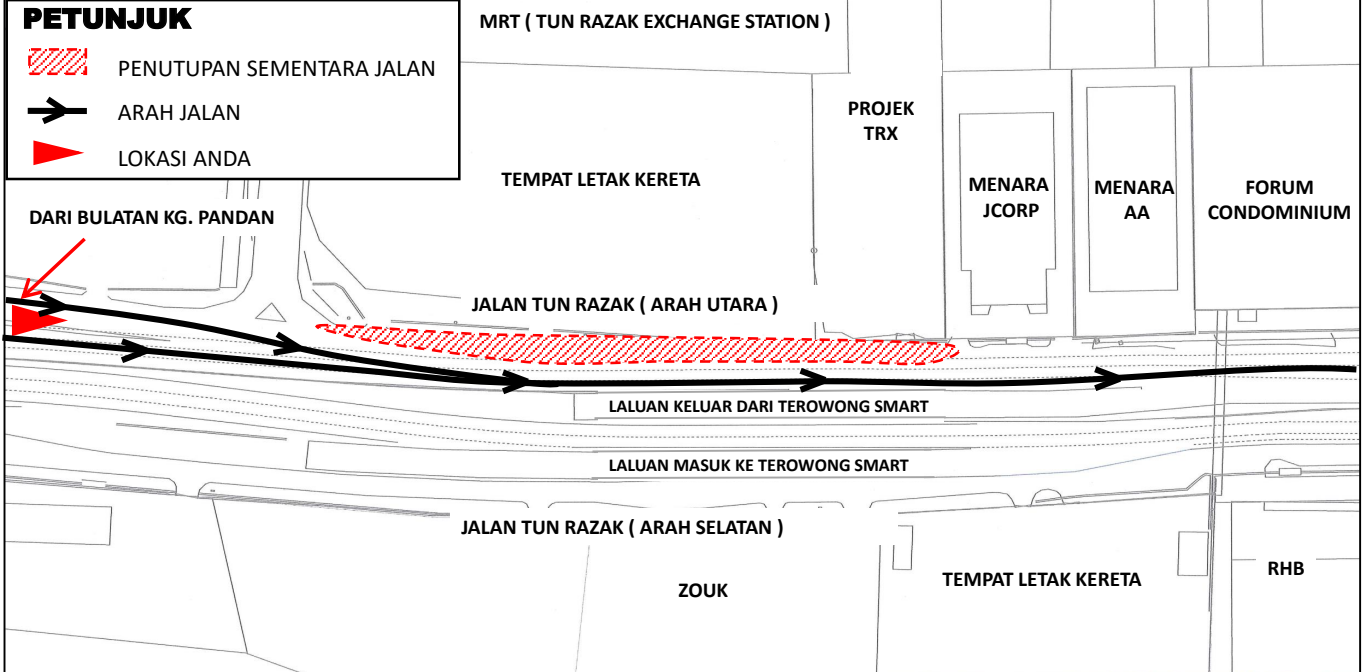 PETUNJUK
PENUTUPAN SEMENTARA JALAN
ARAH JALAN
LOKASI ANDA
MRT ( TUN RAZAK EXCHANGE STATION )
PROJEK
TRX
TEMPAT LETAK KERETA
MENARA
JCORP
MENARA
AA
FORUM
CONDOMINIUM
DARI BULATAN KG. PANDAN
JALAN TUN RAZAK ( ARAH UTARA )
LALUAN KELUAR DARI TEROWONG SMART
LALUAN MASUK KE TEROWONG SMART
JALAN TUN RAZAK ( ARAH SELATAN )
ZOUK
TEMPAT LETAK KERETA
RHB